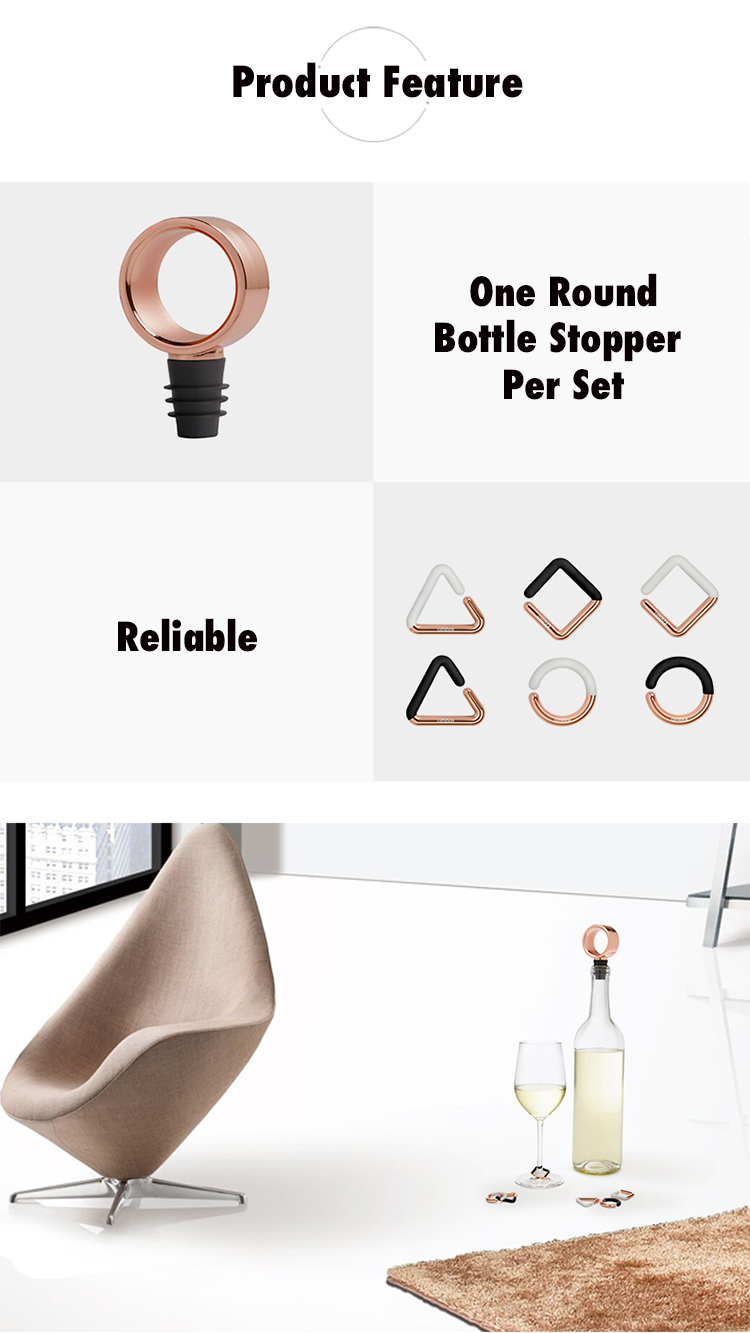 Product Feature
One Round
Bottle Stopper
Per Set
Reliable